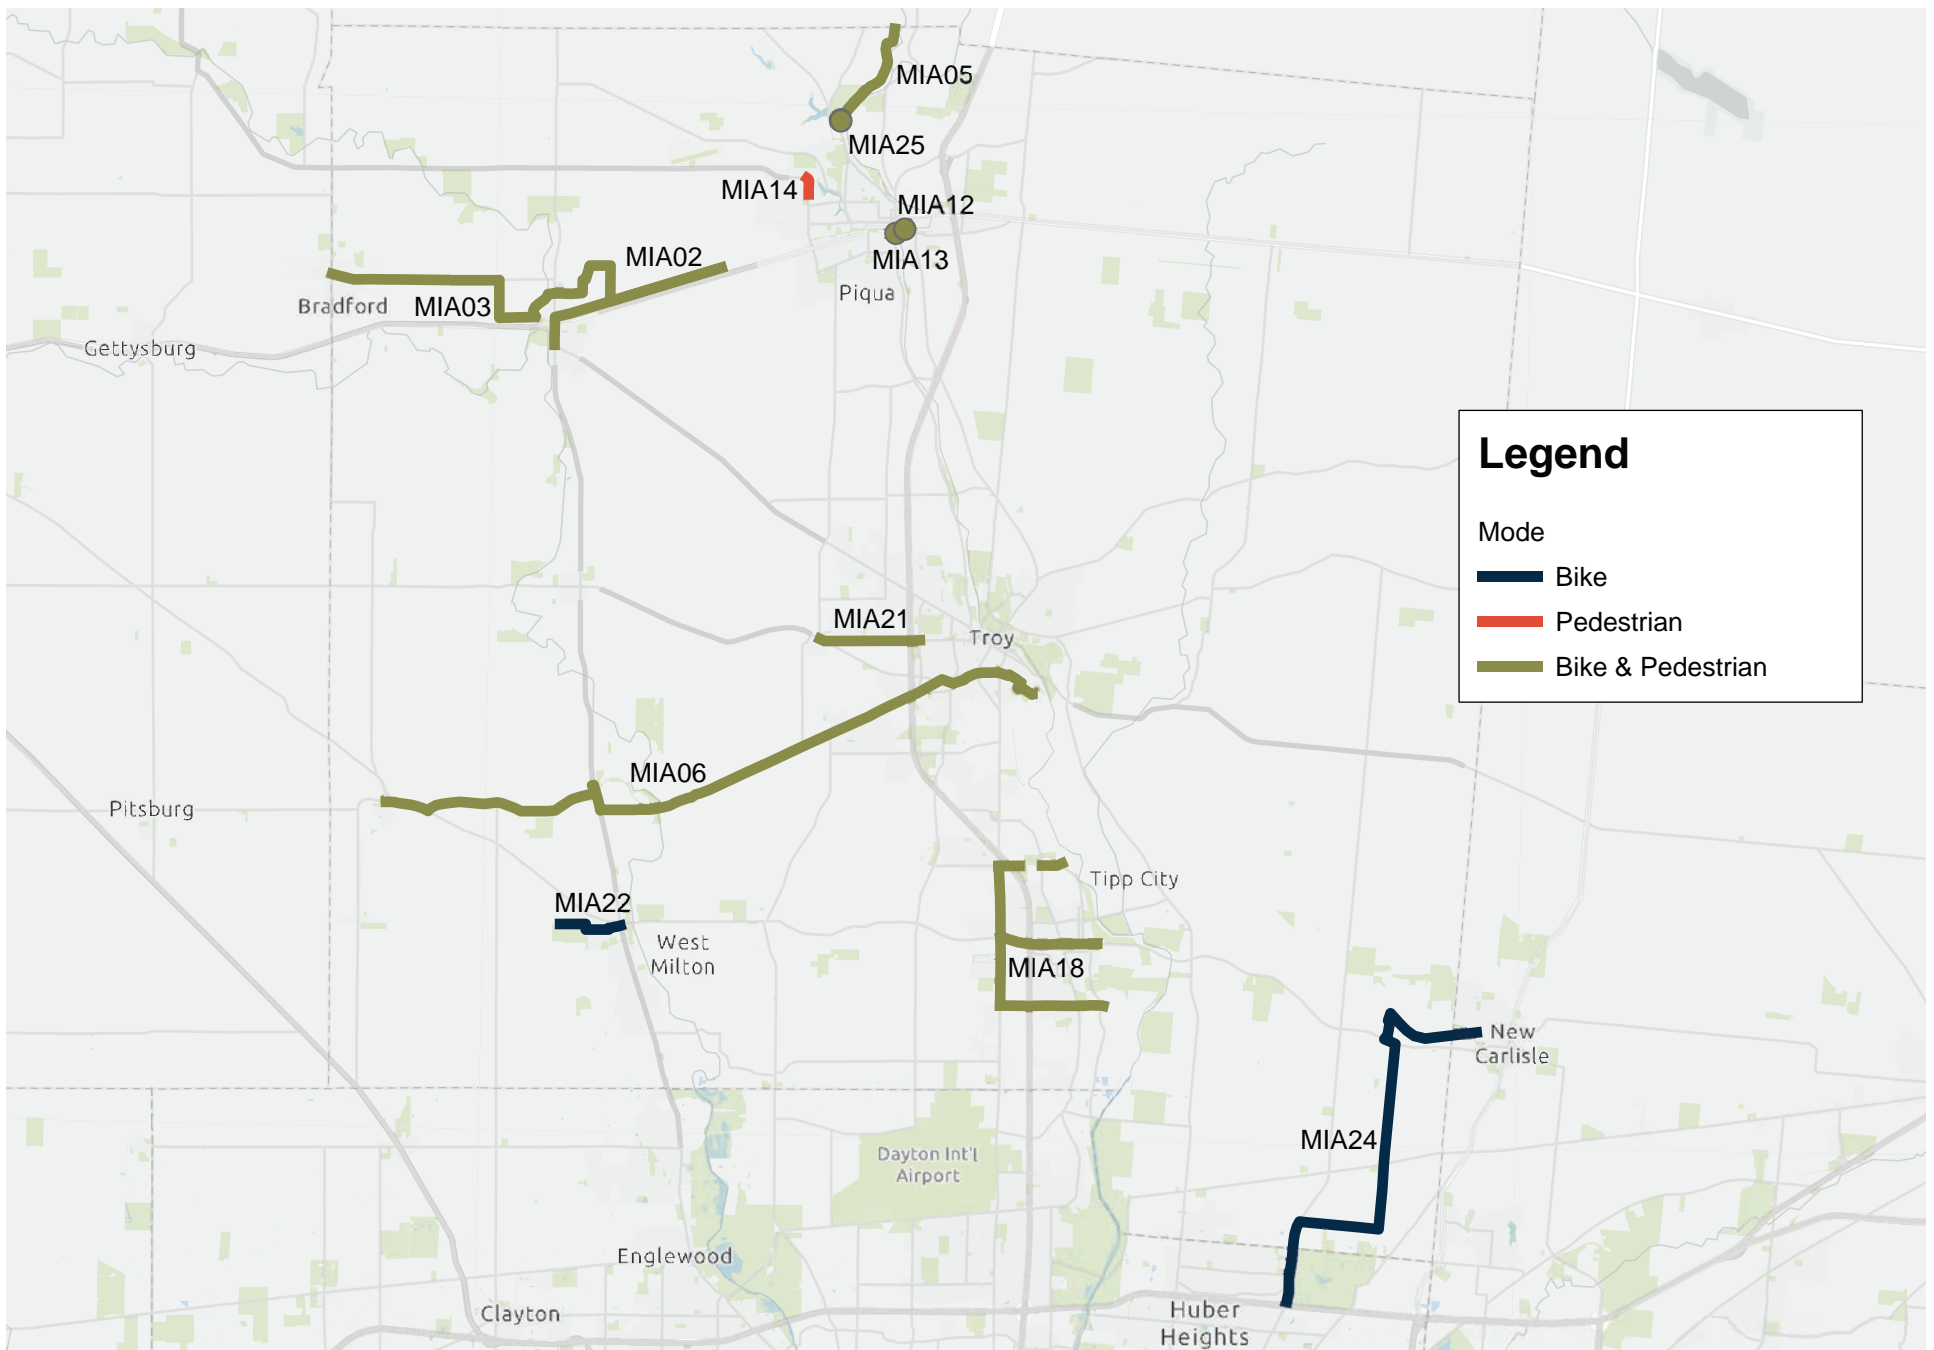 MIA05
MIA25
MIA14
MIA12
MIA13
MIA02
Piqua
Bradford
MIA03
Gettysburg
Legend
Mode
Bike
Pedestrian
Bike & Pedestrian
MIA21
Troy
MIA06
Pitsburg
Tipp City
MIA22
West
Milton
MIA18
New
Carlisle
MIA24
Dayton Int'l
Airport
Englewood
Clayton
Huber
Heights